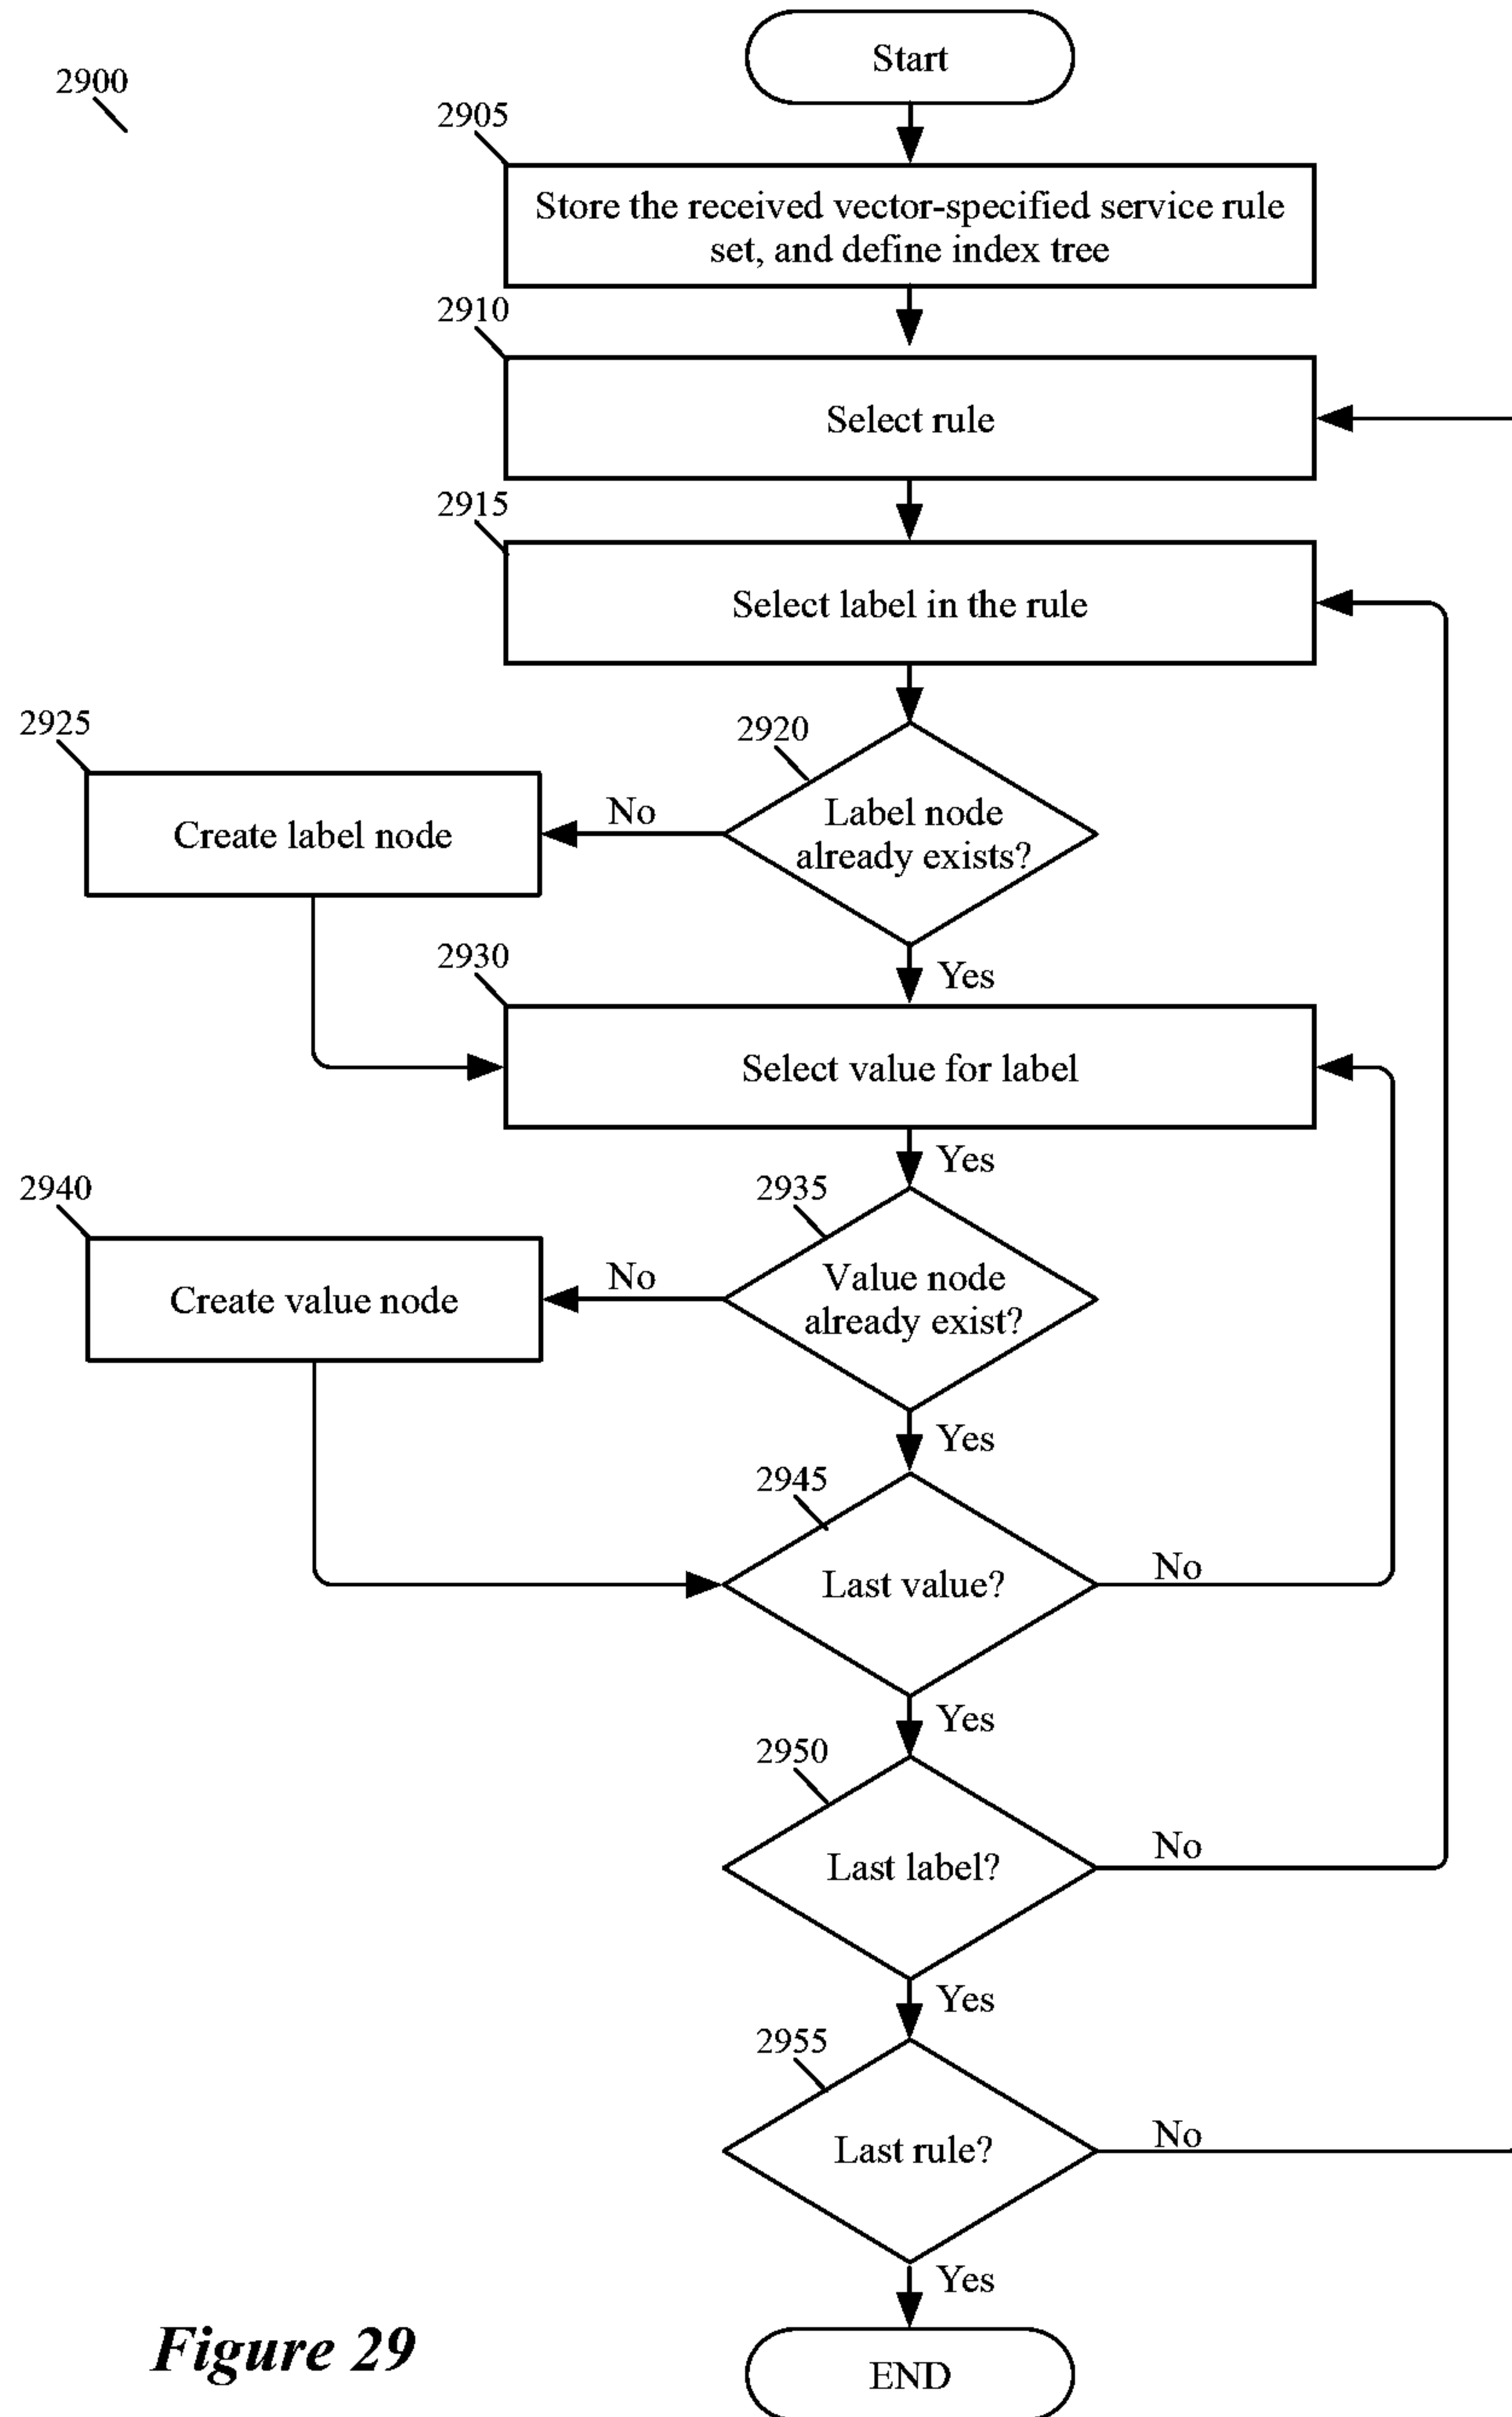 Start
2900
2905
Store the received vector-specified service rule
set, and define index tree
2910
Select rule
2915
Select label in the rule
2920
Label node
already exists?
No
2925
Create label node
Yes
2930
Select value for label
Yes
2935
Value node
already exist?
No
2940
Create value node
Yes
2945
Last value?
No
Yes
2950
Last label?
No
Yes
2955
Last rule?
No
Yes
END
Figure 29